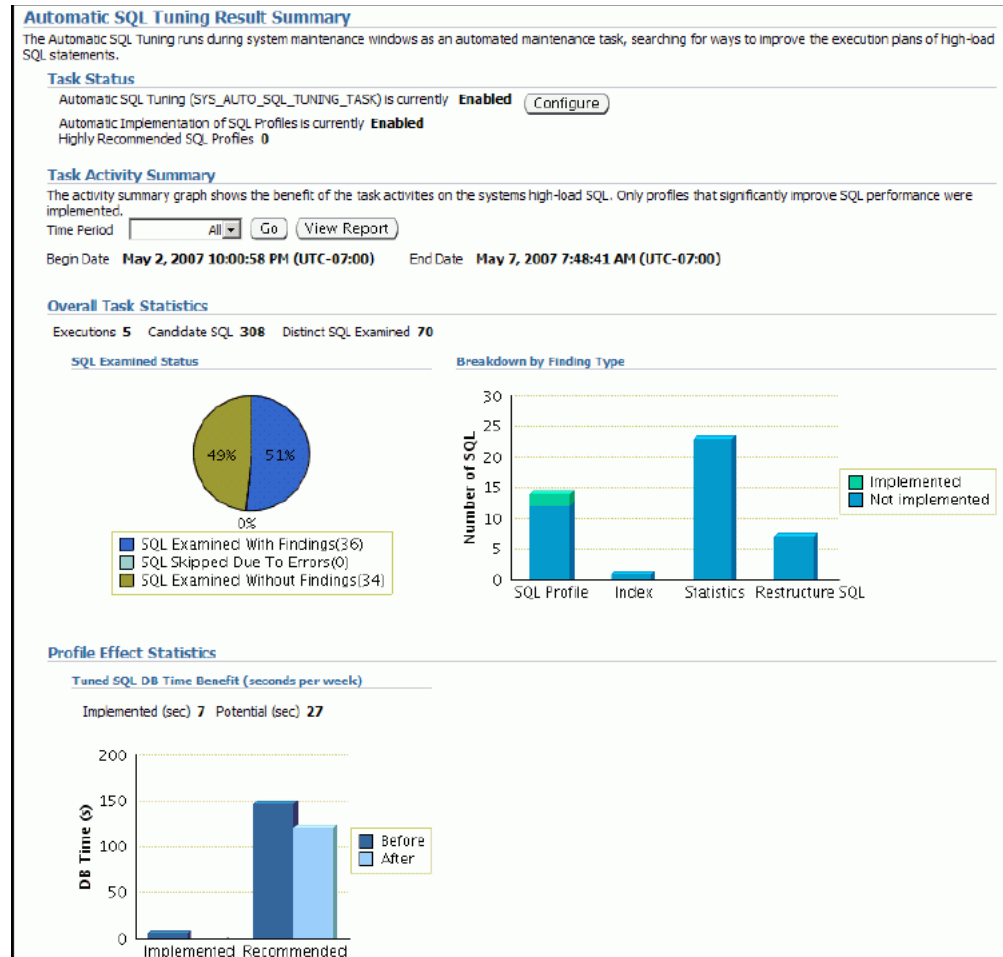 Automatic SQL Tuning Result Summary
The Automatic SQL Tuning runs during system maintenance windows as an automated maintenance task, searching for ways to improve the execution plans of high-load
SQL statements.
Task Status
Automatic SQL Tuning (SYS_AUTO_SQL_TUNING_TASK) is currently Enabled Configure
Automatic Implementation of SQL Profiles is currently Enabled
Highly Recommended SQL Profiles 0
Task Activity Summary
The activity summary graph shows the benefit of the task activities on the systems high-load SQL. Only profiles that significantly improve SQL performance were
implemented.
Time Period All Go View Report
Begin Date May 2, 2007 10:00:58 PM (UTC-07:00) End Date May 7, 2007 7:48:41 AM (UTC-07:00)
Overall Task Statistics
Executions 5 Candidate SQL 308 Distinct SQL Examined 70
SQL Examined Status
49% 51%
0%
SQL Examined With Findings(36)
SQL Skipped Due To Errors(0)
SQL Examined Without Findings(34)
Breakdown by Finding Type
Number of SQL
30
25
20
15
10
5
0
SQL Profile Index Statistics Restructure SQL
Implemented
Not implemented
Profile Effect Statistics
Tuned SQL DB Time Benefit (seconds per week)
Implemented (sec) 7 Potential (sec) 27
DB Time (s)
200
150
100
50
0
Implemented Recommended
Before
After